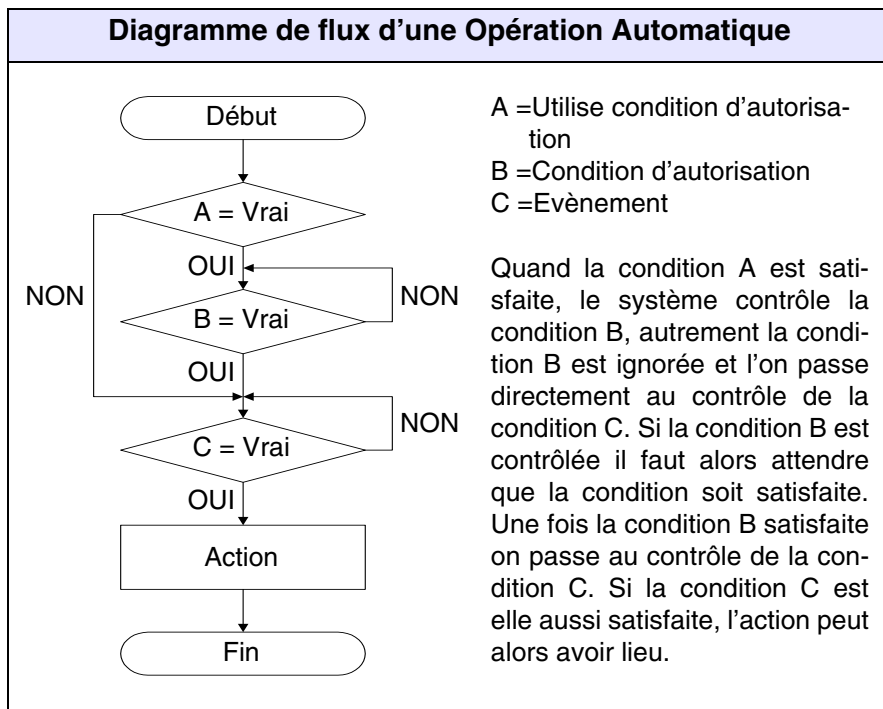 Diagramme de flux d'une Opération Automatique
Début
A = Vrai
OUI
NON
NON
B = Vrai
OUI
NON
C = Vrai
OUI
Action
Fin
A =Utilise condition d'autorisa-
tion
B =Condition d'autorisation
C =Evènement
Quand la condition A est sati-
sfaite, le système contrôle la
condition B, autrement la condi-
tion B est ignorée et l'on passe
directement au contrôle de la
condition C. Si la condition B est
contrôlée il faut alors attendre
que la condition soit satisfaite.
Une fois la condition B satisfaite
on passe au contrôle de la con-
dition C. Si la condition C est
elle aussi satisfaite, l'action peut
alors avoir lieu.